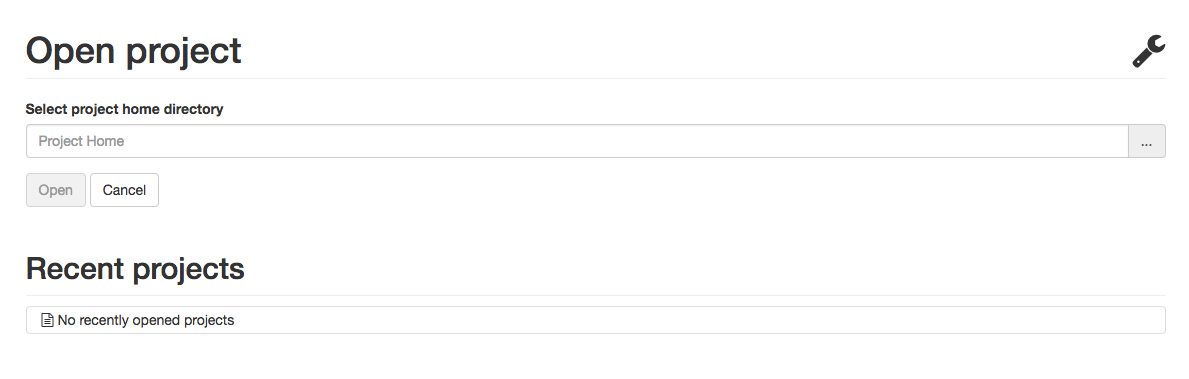 Open project
Select project home directory
Project Home ...
Open Cancel
Recent projects
No recently opened projects